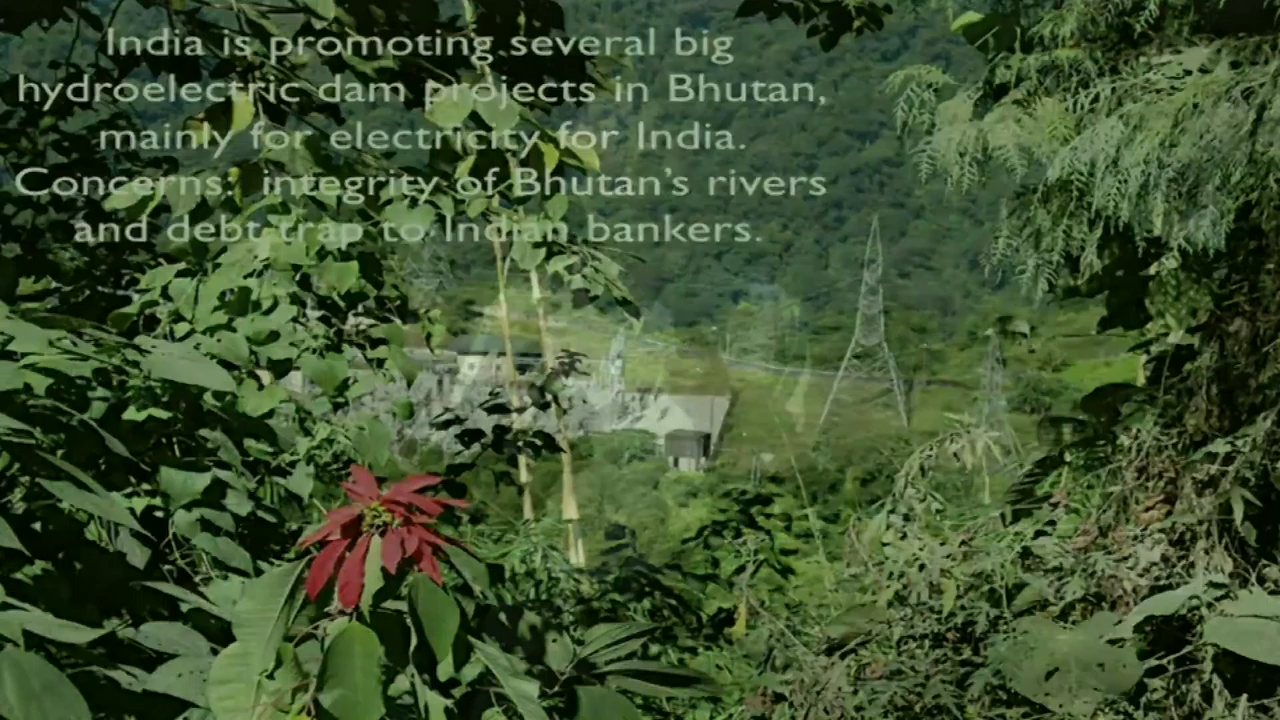 India is promoting several big
hydroelectric dam projects in Bhutan,
mainly for electricity for India.
Concerns: integrity of Bhutan's rivers
and debt trap to Indian bankers.